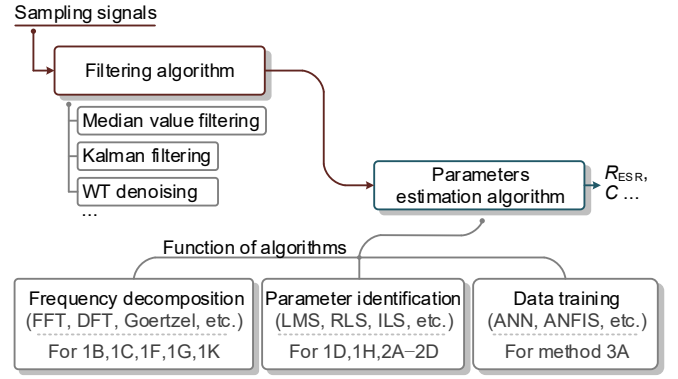 Sampling signals
Filtering algorithm
Median value filtering
Kalman filtering
WT denoising
...
Parameters
estimation algorithm
R_ESR,
C ...
Function of algorithms
Frequency decomposition
(FFT, DFT, Goertzel, etc.)
For 1B,1C,1F,1G,1K
Parameter identification
(LMS, RLS, ILS, etc.)
For 1D,1H,2A−2D
Data training
(ANN, ANFIS, etc.)
For method 3A